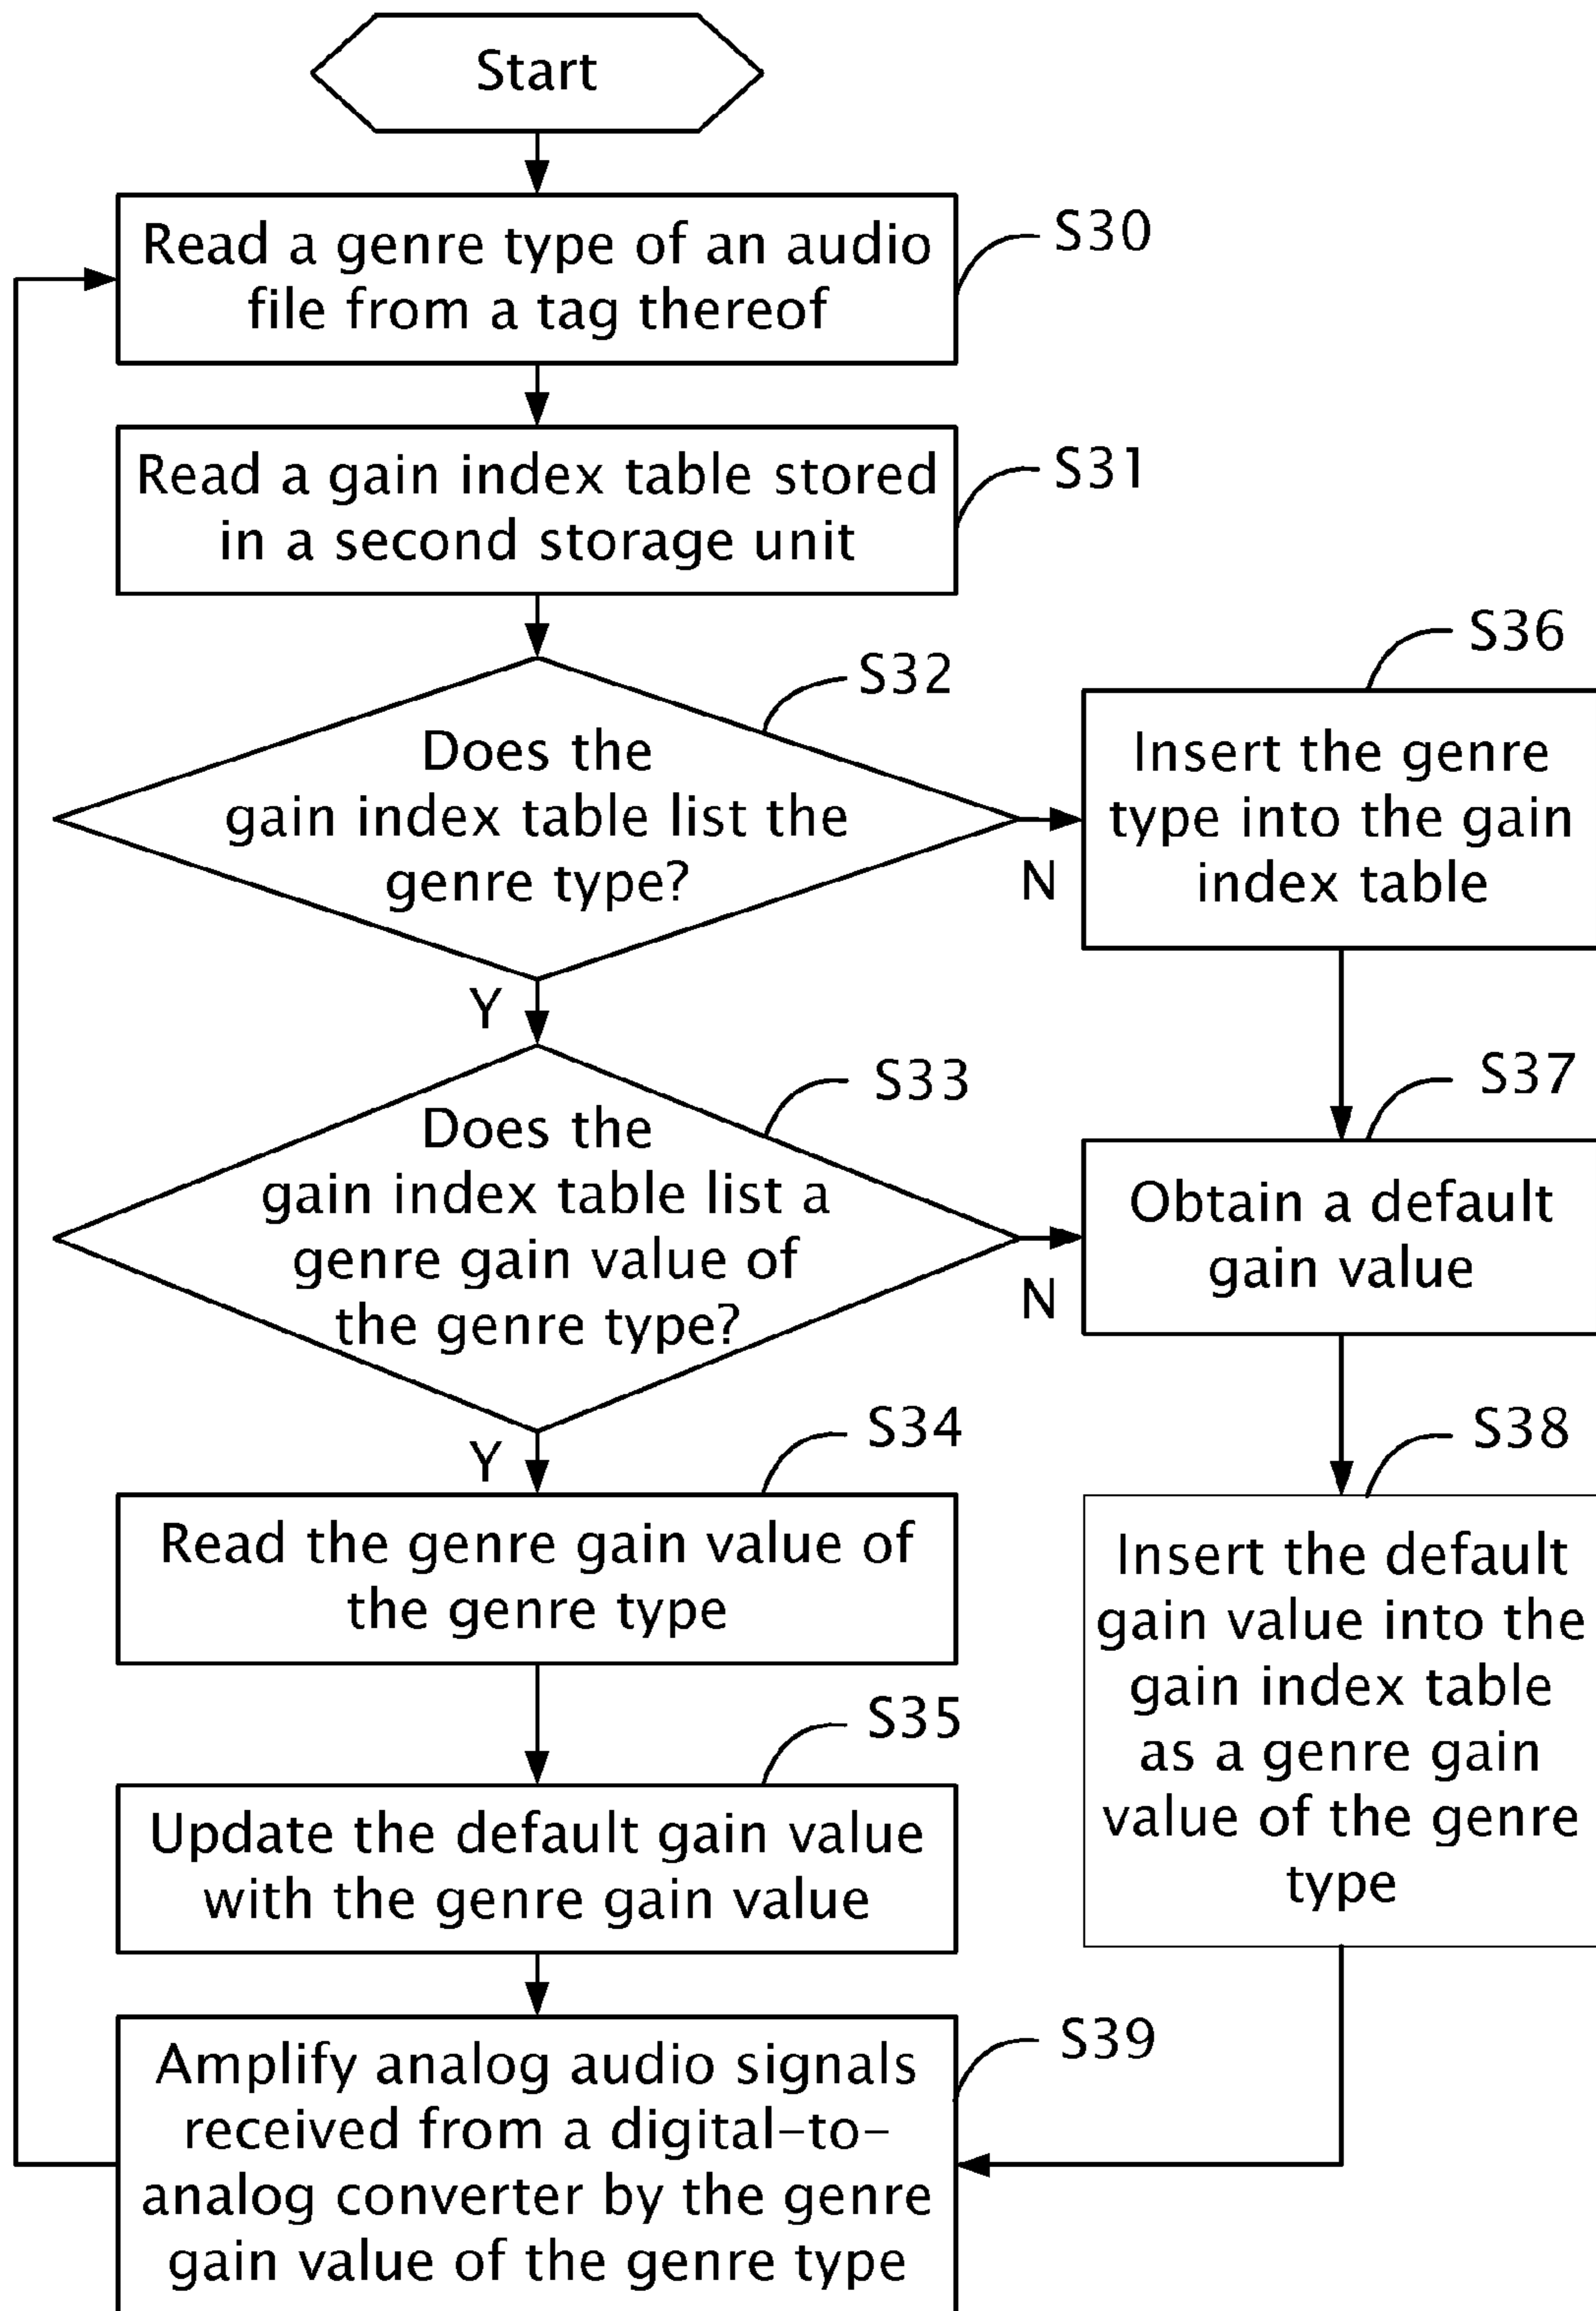 Start
Read a genre type of an audio
file from a tag thereof
S30
Read a gain index table stored
in a second storage unit
S31
S32
Does the
gain index table list the
genre type?
N
Y
S36
Insert the genre
type into the gain
index table
S33
Does the
gain index table list a
genre gain value of
the genre type?
N
Y
S37
Obtain a default
gain value
S34
Read the genre gain value of
the genre type
S38
Insert the default
gain value into the
gain index table
as a genre gain
value of the genre
type
S35
Update the default gain value
with the genre gain value
S39
Amplify analog audio signals
received from a digital-to-
analog converter by the genre
gain value of the genre type